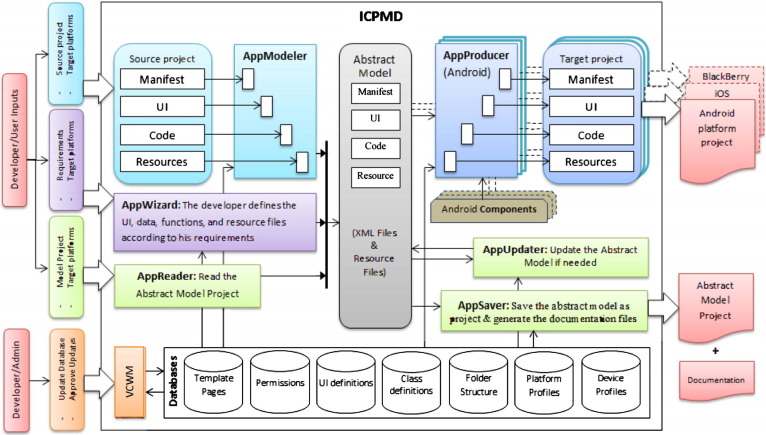 ICPMD
Developer/User Inputs
- Source project
- Target platforms
- Requirements
- Target platforms
- Model Project
- Target platforms
Developer/Admin
- Update Database
- Approve Updates
Source project
Manifest
UI
Code
Resources
AppModeler
Abstract
Model
Manifest
UI
Code
Resource
(XML Files
&
Resource
Files)
AppProducer
(Android)
Target project
Manifest
UI
Code
Resources
BlackBerry
iOS
Android
platform
project
Android Components
AppWizard: The developer defines the
UI, data, functions, and resource files
according to his requirements
AppReader: Read the
Abstract Model Project
AppUpdater: Update the Abstract
Model if needed
AppSaver: Save the abstract model as
project & generate the documentation files
Abstract
Model
Project
+
Documentation
VCWM
Databases
Template
Pages
Permissions
UI definitions
Class
definitions
Folder
Structure
Platform
Profiles
Device
Profiles